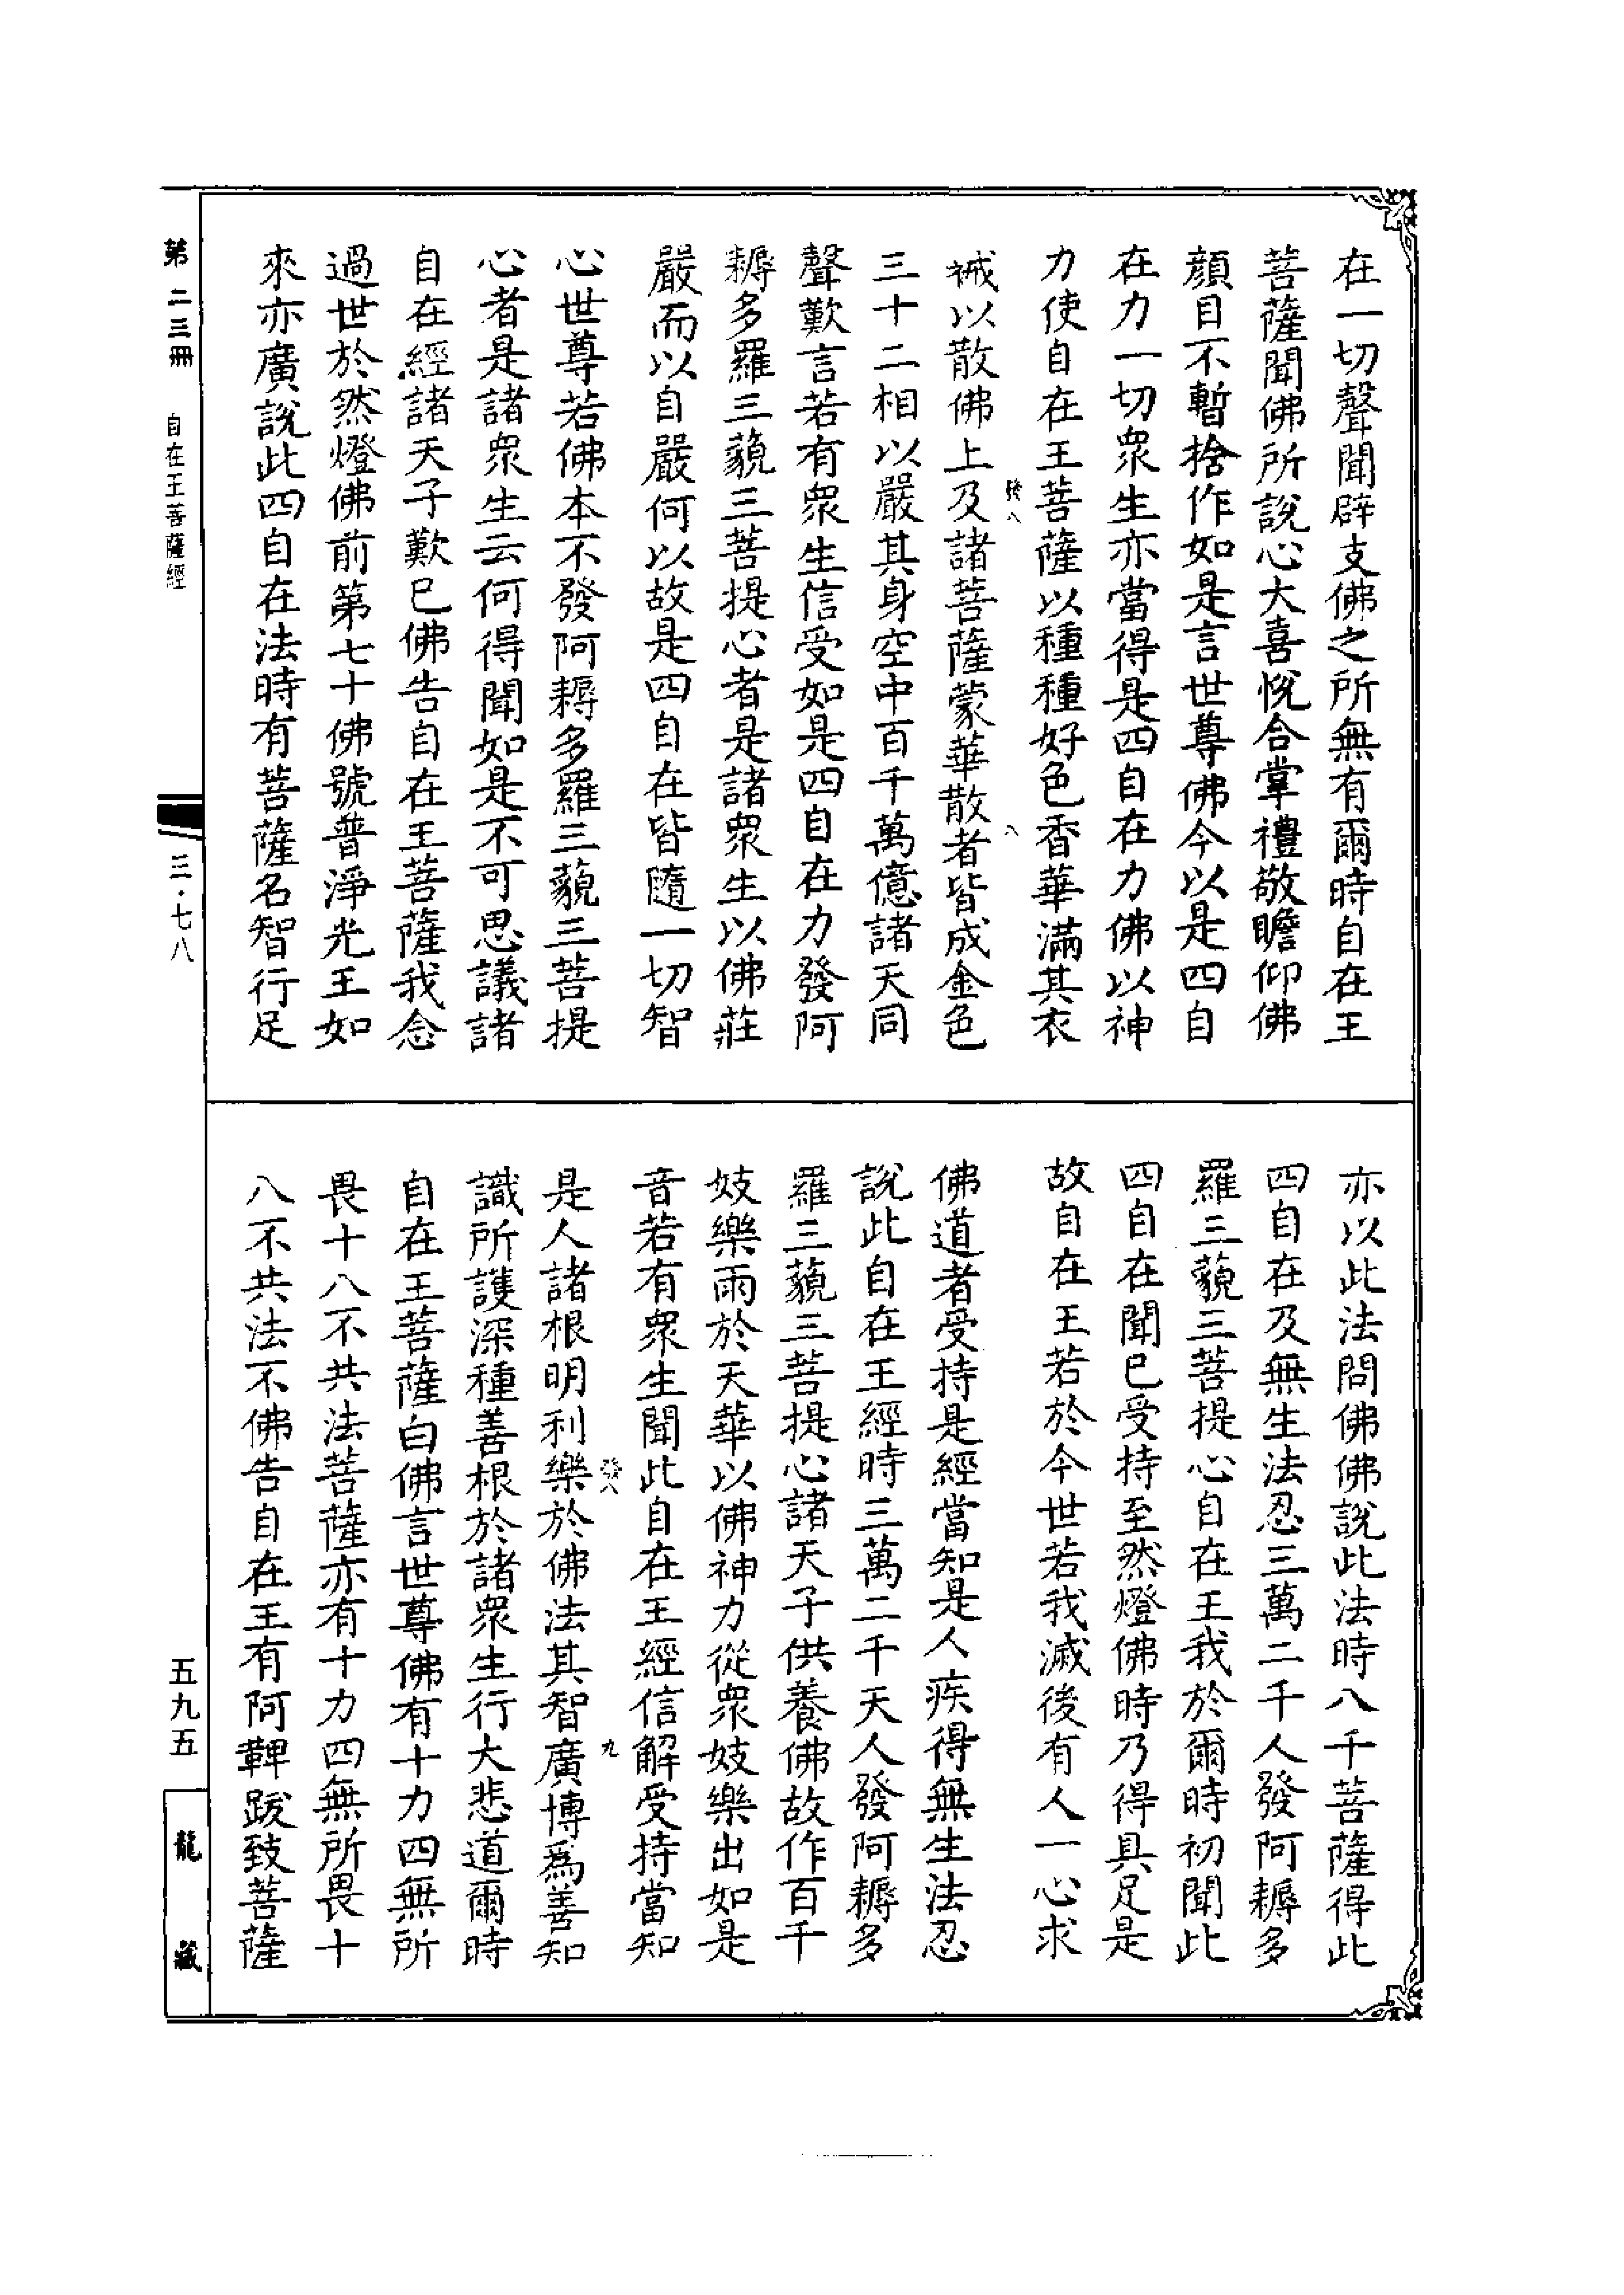 在一切聲聞辟支佛之所無有爾時自在王
菩薩聞佛所說心大喜悅合掌禮敬瞻仰佛
顏目不暫捨作如是言世尊佛今以是四自
在力一切衆生亦當得是四自在力佛以神
力使自在王菩薩以種種好色香華滿其衣
發八
八
裓以散佛上及諸菩薩蒙華散者皆成金色
三十二相以嚴其身空中百千萬億諸天同
聲歎言若有衆生信受如是四自在力發阿
耨多羅三藐三菩提心者是諸衆生以佛莊
嚴而以自嚴何以故是四自在皆隨一切智
心世尊若佛本不發阿耨多羅三藐三菩提
心者是諸衆生云何得聞如是不可思議諸
自在經諸天子歎已佛告自在王菩薩我念
過世於然燈佛前第七十佛號普淨光王如
來亦廣說此四自在法時有菩薩名智行足
亦以此法問佛佛說此法時八千菩薩得此
四自在及無生法忍三萬二千人發阿耨多
羅三藐三菩提心自在王我於爾時初聞此
四自在聞已受持至然燈佛時乃得具足是
故自在王若於今世若我滅後有人一心求
佛道者受持是經當知是人疾得無生法忍
說此自在王經時三萬二千天人發阿耨多
羅三藐三菩提心諸天子供養佛故作百千
妓樂雨於天華以佛神力從衆妓樂出如是
音若有衆生聞此自在王經信解受持當知
發八
九
是人諸根明利樂於佛法其智廣博爲善知
識所護深種善根於諸衆生行大悲道爾時
自在王菩薩白佛言世尊佛有十力四無所
畏十八不共法菩薩亦有十力四無所畏十
八不共法不佛告自在王有阿鞞跋致菩薩
第二三冊
自在王菩薩經
三·七八
五九五
龍藏